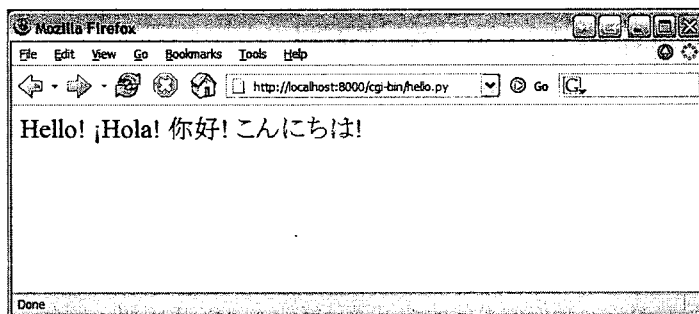 Mozilla Firefox
File Edit View Go Bookmarks Tools Help
http://localhost:8000/cgi-bin/hello.py Go G
Hello! ¡Hola! 你好! こんにちは!
Done